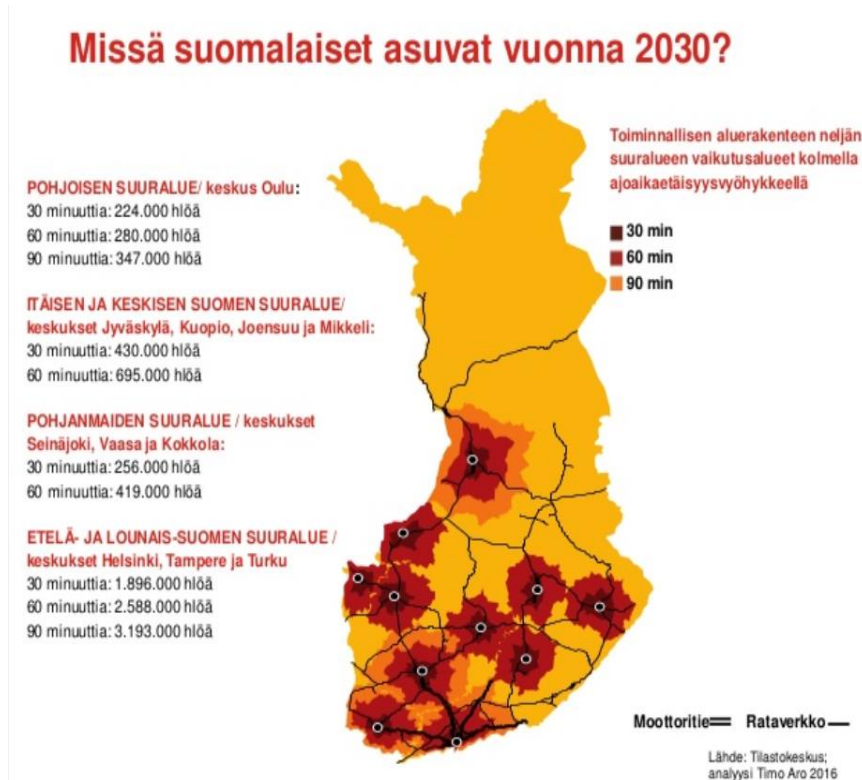 Missä suomalaiset asuvat vuonna 2030?
POHJOISEN SUURALUE/ keskus Oulu:
30 minuuttia: 224.000 hlöä
60 minuuttia: 280.000 hlöä
90 minuuttia: 347.000 hlöä
ITÄISEN JA KESKISEN SUOMEN SUURALUE/
keskukset Jyväskylä, Kuopio, Joensuu ja Mikkeli:
30 minuuttia: 430.000 hlöä
60 minuuttia: 695.000 hlöä
POHJANMAIDEN SUURALUE / keskukset
Seinäjoki, Vaasa ja Kokkola:
30 minuuttia: 256.000 hlöä
60 minuuttia: 419.000 hlöä
ETELÄ- JA LOUNAIS-SUOMEN SUURALUE /
keskukset Helsinki, Tampere ja Turku
30 minuuttia: 1.896.000 hlöä
60 minuuttia: 2.588.000 hlöä
90 minuuttia: 3.193.000 hlöä
Toiminnallisen aluerakenteen neljän
suuralueen vaikutusalueet kolmella
ajoaikaetäisyysvyöhykkeellä
30 min
60 min
90 min
Moottoritie Rataverkko
Lähde: Tilastokeskus;
analyysi Timo Aro 2016